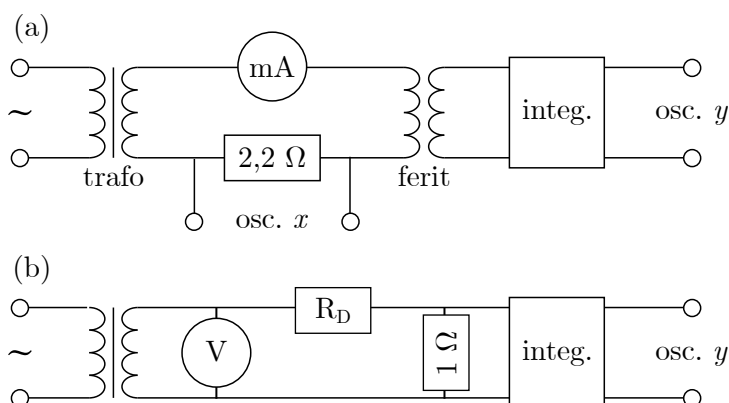 (a)
mA
~
integ.
osc. y
2,2 Ω
trafo
ferit
osc. x
(b)
R_D
~
V
1 Ω
integ.
osc. y